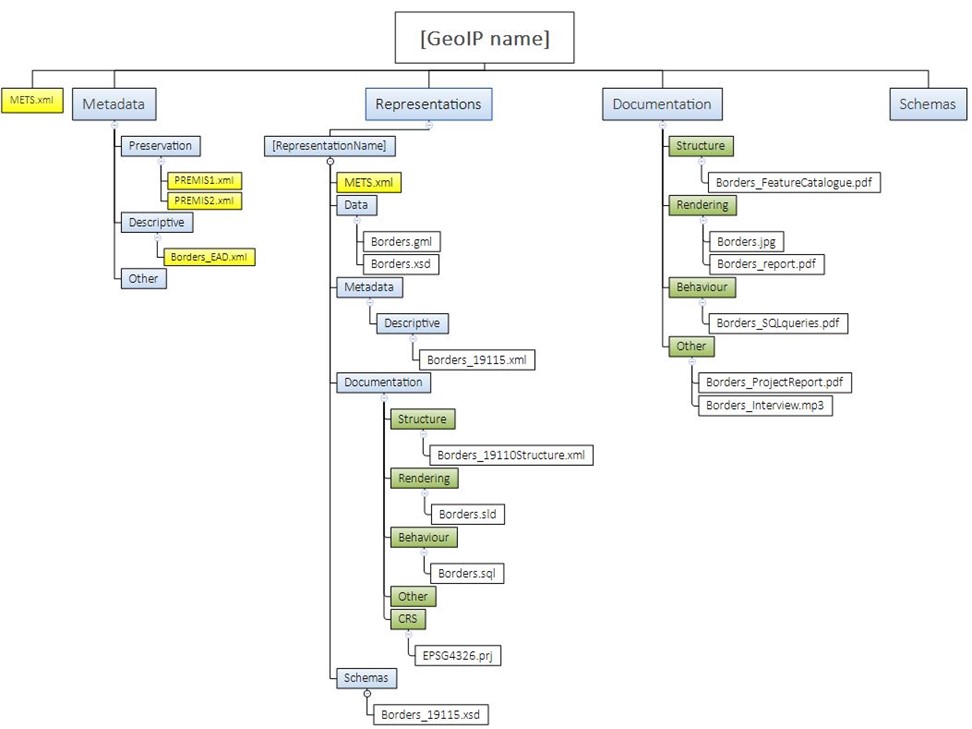 [GeoIP name]
METS.xml
Metadata
Preservation
PREMIS1.xml
PREMIS2.xml
Descriptive
Borders_EAD.xml
Other
Representations
[RepresentationName]
METS.xml
Data
Borders.gml
Borders.xsd
Metadata
Descriptive
Borders_19115.xml
Documentation
Structure
Borders_19110Structure.xml
Rendering
Borders.sld
Behaviour
Borders.sql
Other
CRS
EPSG4326.prj
Schemas
Borders_19115.xsd
Documentation
Structure
Borders_FeatureCatalogue.pdf
Rendering
Borders.jpg
Borders_report.pdf
Behaviour
Borders_SQLqueries.pdf
Other
Borders_ProjectReport.pdf
Borders_Interview.mp3
Schemas